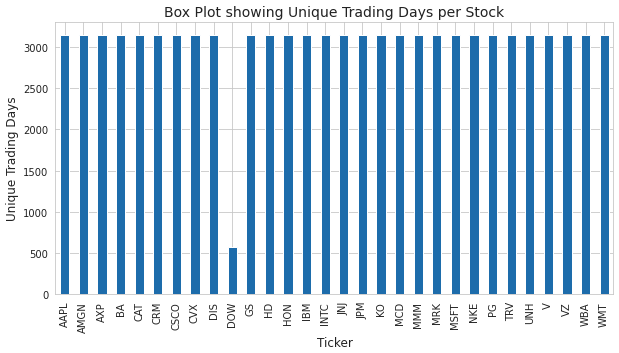 Box Plot showing Unique Trading Days per Stock
Unique Trading Days
3000
2500
2000
1500
1000
500
0
AAPL AMGN AXP BA CAT CRM CSCO CVX DIS DOW GS HD HON IBM INTC JNJ JPM KO MCD MMM MRK MSFT NKE PG TRV UNH V VZ WBA WMT
Ticker